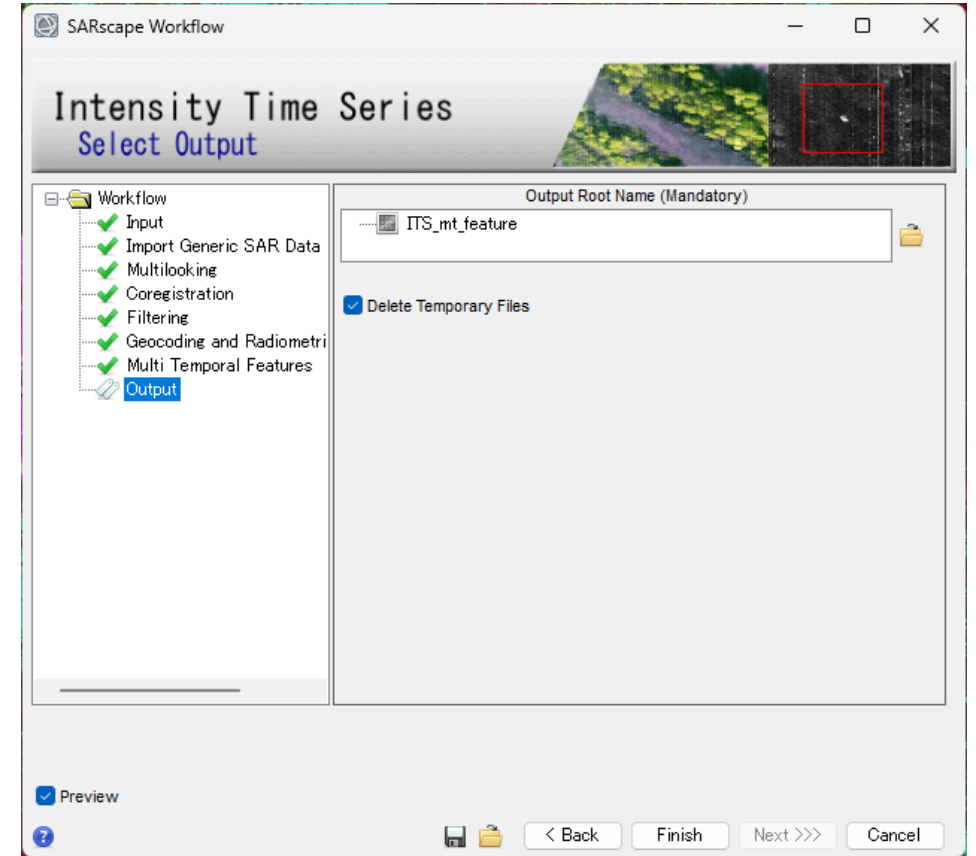 SARscape Workflow
Intensity Time Series
Select Output
Workflow
Input
Import Generic SAR Data
Multilooking
Coregistration
Filtering
Geocoding and Radiometri
Multi Temporal Features
Output
Output Root Name (Mandatory)
ITS_mt_feature
Delete Temporary Files
Preview
?
< Back
Finish
Next >>>
Cancel